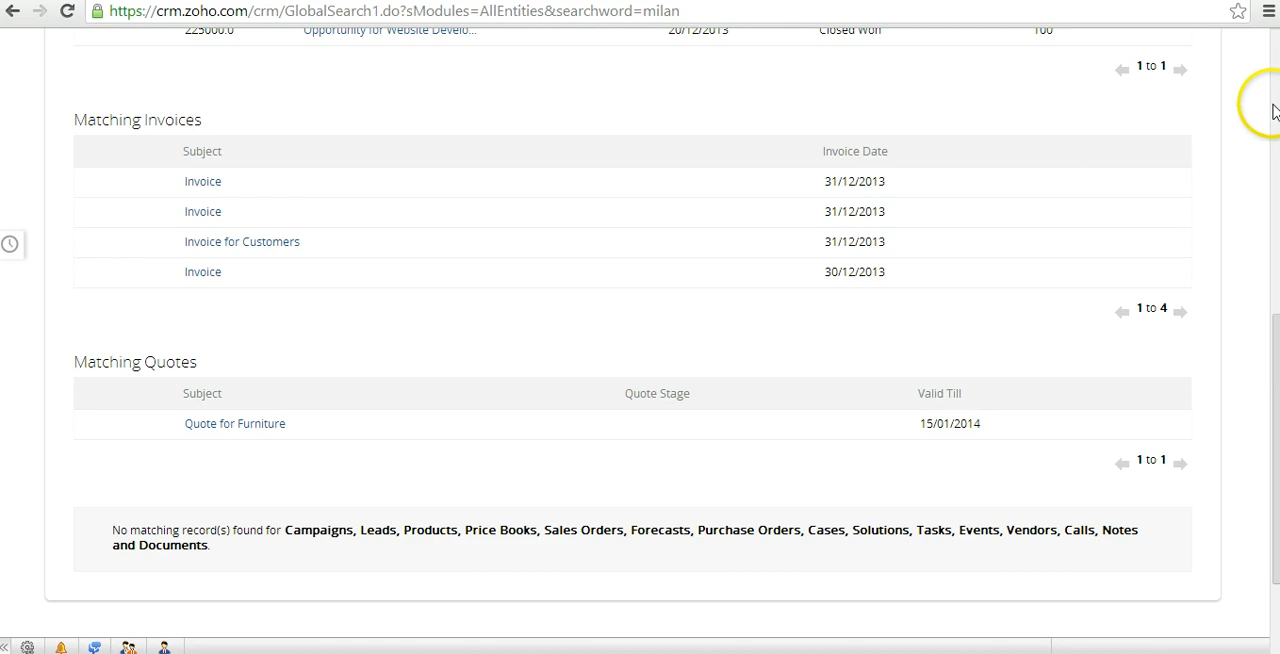 https://crm.zoho.com/crm/GlobalSearch1.do?sModules=AllEntities&searchword=milan
225000.0 Opportunity for Website Develo... 20/12/2013 Closed Won 100
1 to 1
Matching Invoices
Subject Invoice Date
Invoice 31/12/2013
Invoice 31/12/2013
Invoice for Customers 31/12/2013
Invoice 30/12/2013
1 to 4
Matching Quotes
Subject Quote Stage Valid Till
Quote for Furniture 15/01/2014
1 to 1
No matching record(s) found for Campaigns, Leads, Products, Price Books, Sales Orders, Forecasts, Purchase Orders, Cases, Solutions, Tasks, Events, Vendors, Calls, Notes
and Documents.